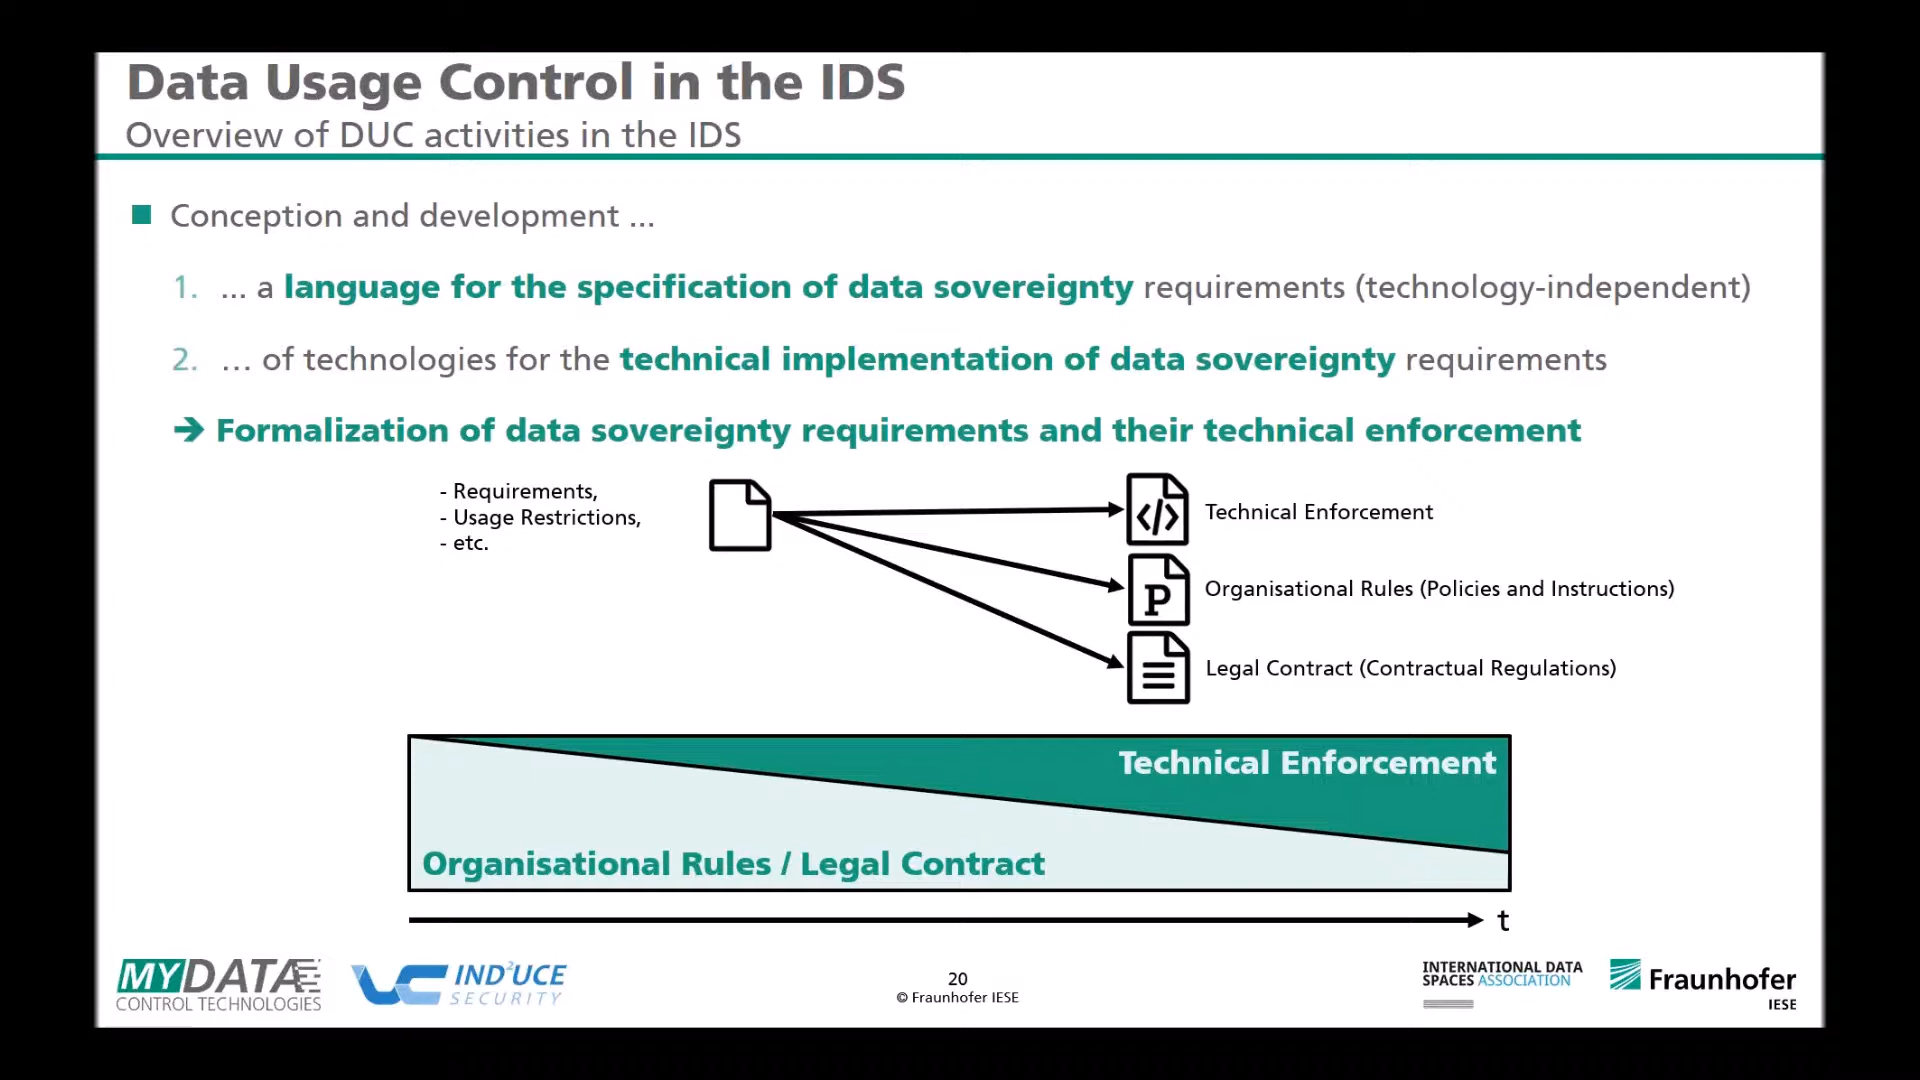 Data Usage Control in the IDS
Overview of DUC activities in the IDS
Conception and development ...
1. ... a language for the specification of data sovereignty requirements (technology-independent)
2. ... of technologies for the technical implementation of data sovereignty requirements
➔ Formalization of data sovereignty requirements and their technical enforcement
- Requirements,
- Usage Restrictions,
- etc.
</>
Technical Enforcement
P
Organisational Rules (Policies and Instructions)
Legal Contract (Contractual Regulations)
Technical Enforcement
Organisational Rules / Legal Contract
t
MYDATA
CONTROL TECHNOLOGIES
IND²UCE
SECURITY
20
© Fraunhofer IESE
INTERNATIONAL DATA
SPACES ASSOCIATION
Fraunhofer
IESE